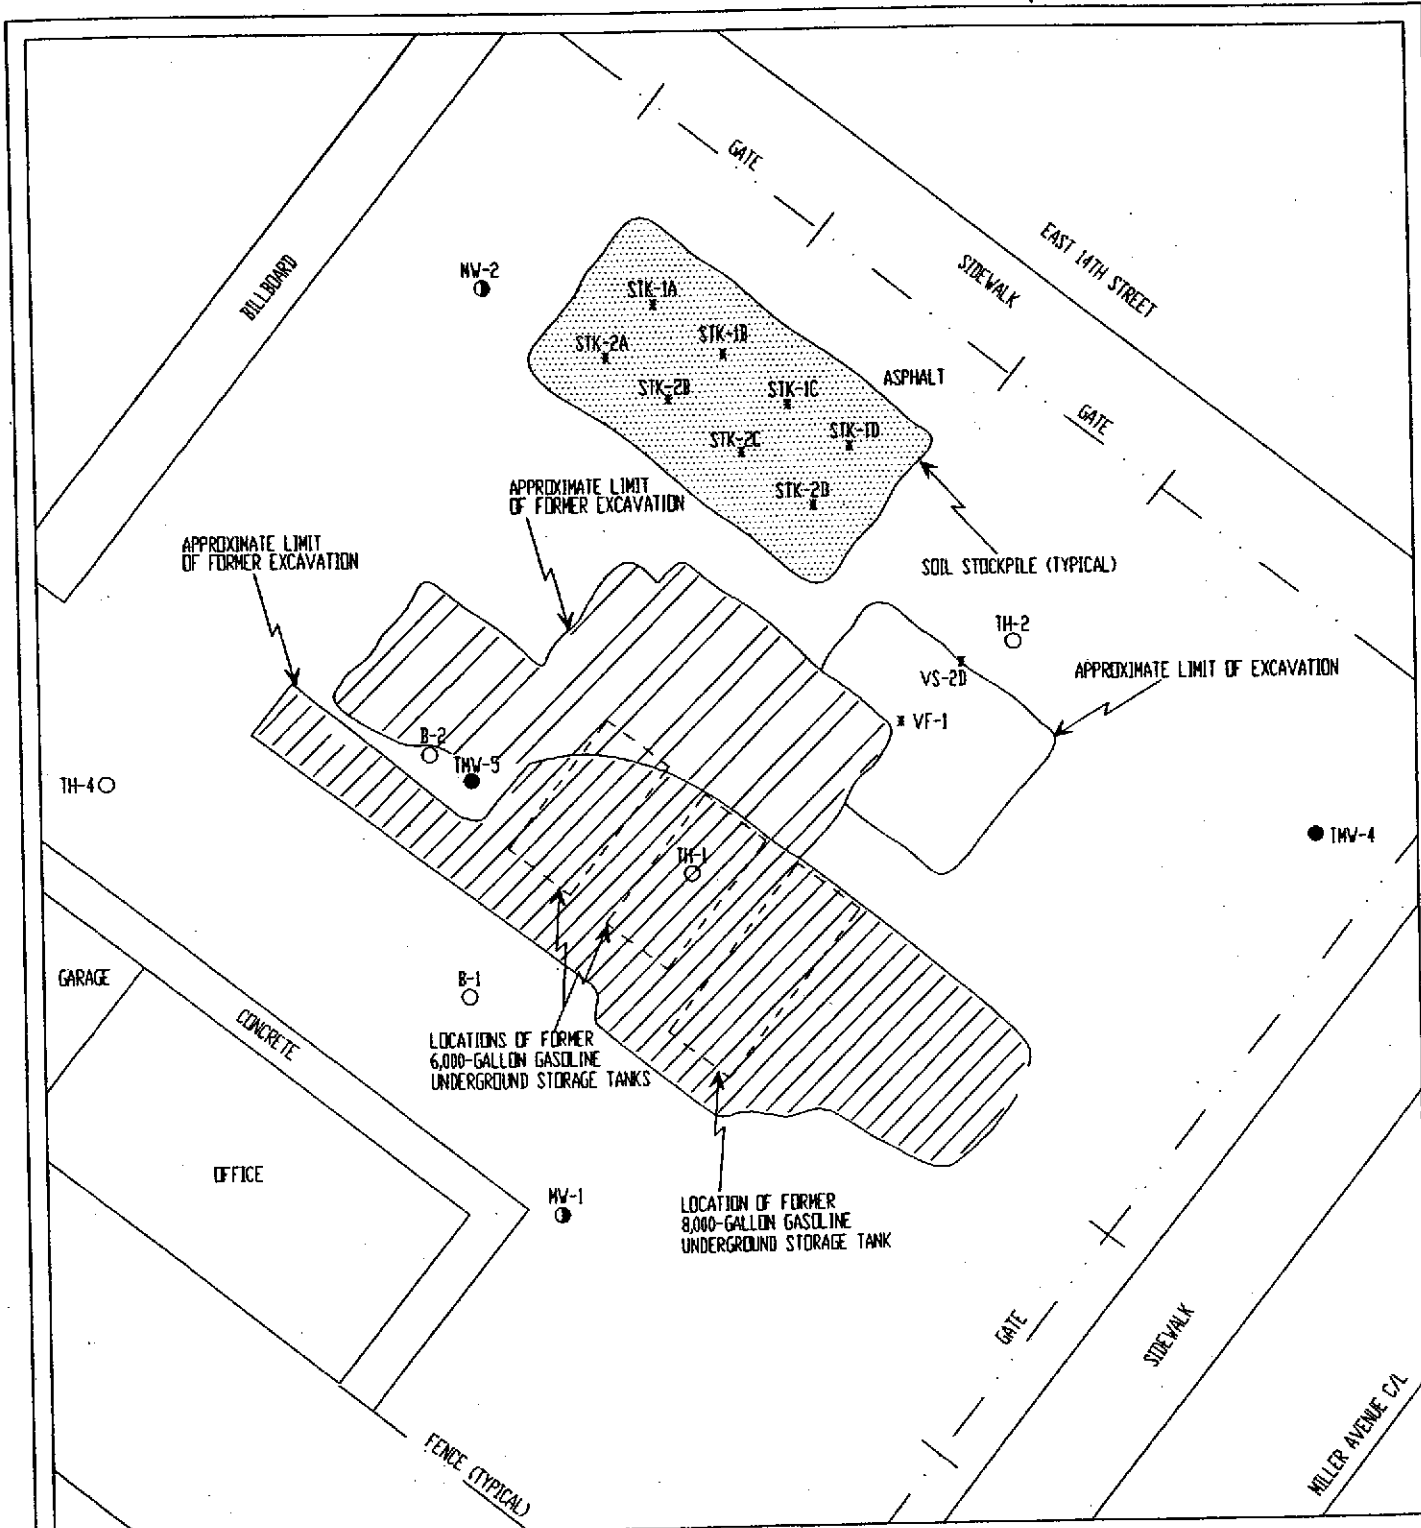 GATE
EAST 14TH STREET
SIDEWALK
BILLBOARD
MW-2
STK-1A
STK-1B
STK-2A
STK-2B
STK-1C
ASPHALT
GATE
STK-1D
STK-2C
STK-2D
APPROXIMATE LIMIT
OF FORMER EXCAVATION
APPROXIMATE LIMIT
OF FORMER EXCAVATION
SOIL STOCKPILE (TYPICAL)
TH-2
VS-2D
APPROXIMATE LIMIT OF EXCAVATION
VF-1
B-2
TMW-5
TH-4
TMW-4
TH-1
GARAGE
B-1
CONCRETE
LOCATIONS OF FORMER
6,000-GALLON GASOLINE
UNDERGROUND STORAGE TANKS
OFFICE
MW-1
LOCATION OF FORMER
8,000-GALLON GASOLINE
UNDERGROUND STORAGE TANK
GATE
SIDEWALK
MILLER AVENUE C/L
FENCE (TYPICAL)